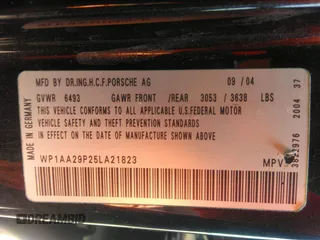 MFD BY DR.ING.H.C.F.PORSCHE AG 09/04
GVWR 6493 GAWR FRONT /REAR 3053 / 3638 LBS
THIS VEHICLE CONFORMS TO ALL APPLICABLE U.S.FEDERAL MOTOR
VEHICLE SAFETY AND THEFT PREVENTION STANDARDS
IN EFFECT ON THE DATE OF MANUFACTURE SHOWN ABOVE
WP1AA29P25LA21823 MPV
MADE IN GERMANY
2004 37
DREAMBID